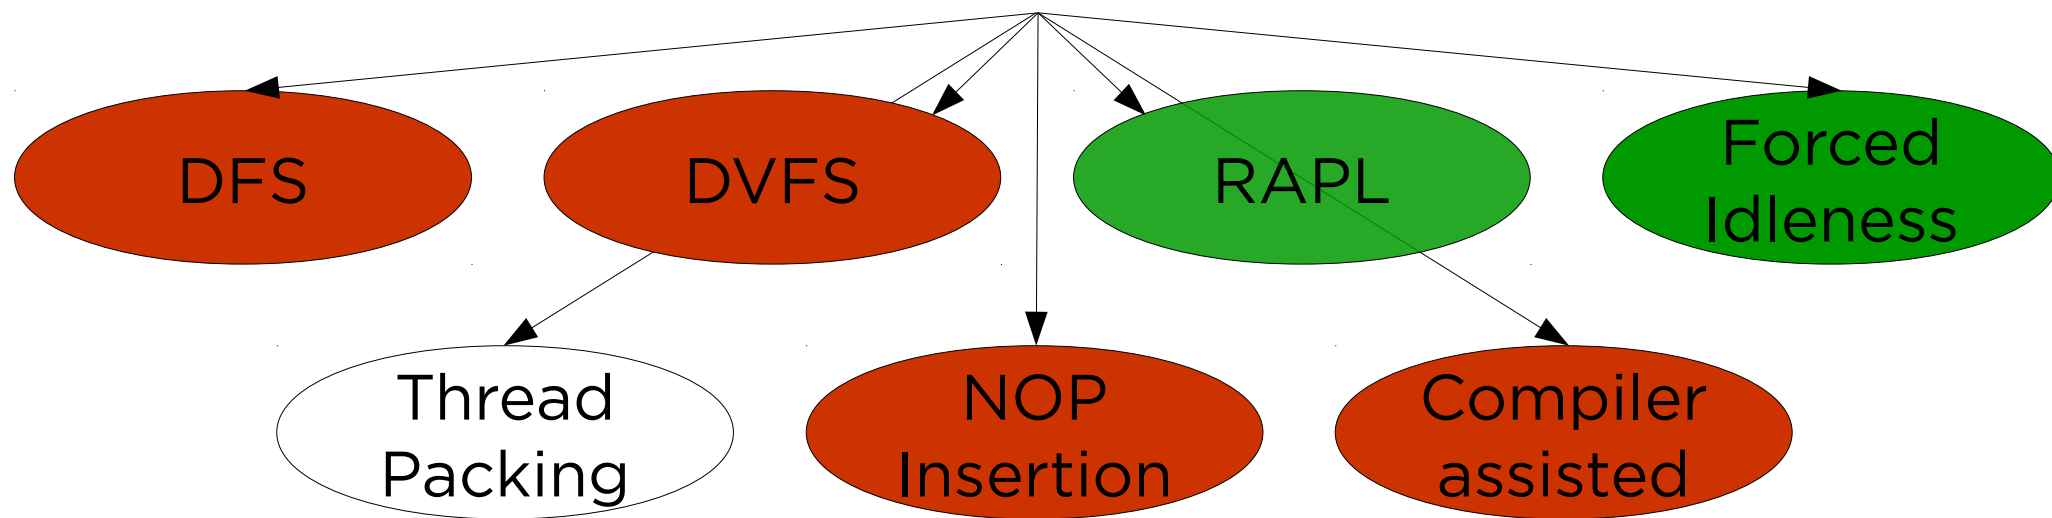 DFS
DVFS
RAPL
Forced
Idleness
Thread
Packing
NOP
Insertion
Compiler
assisted